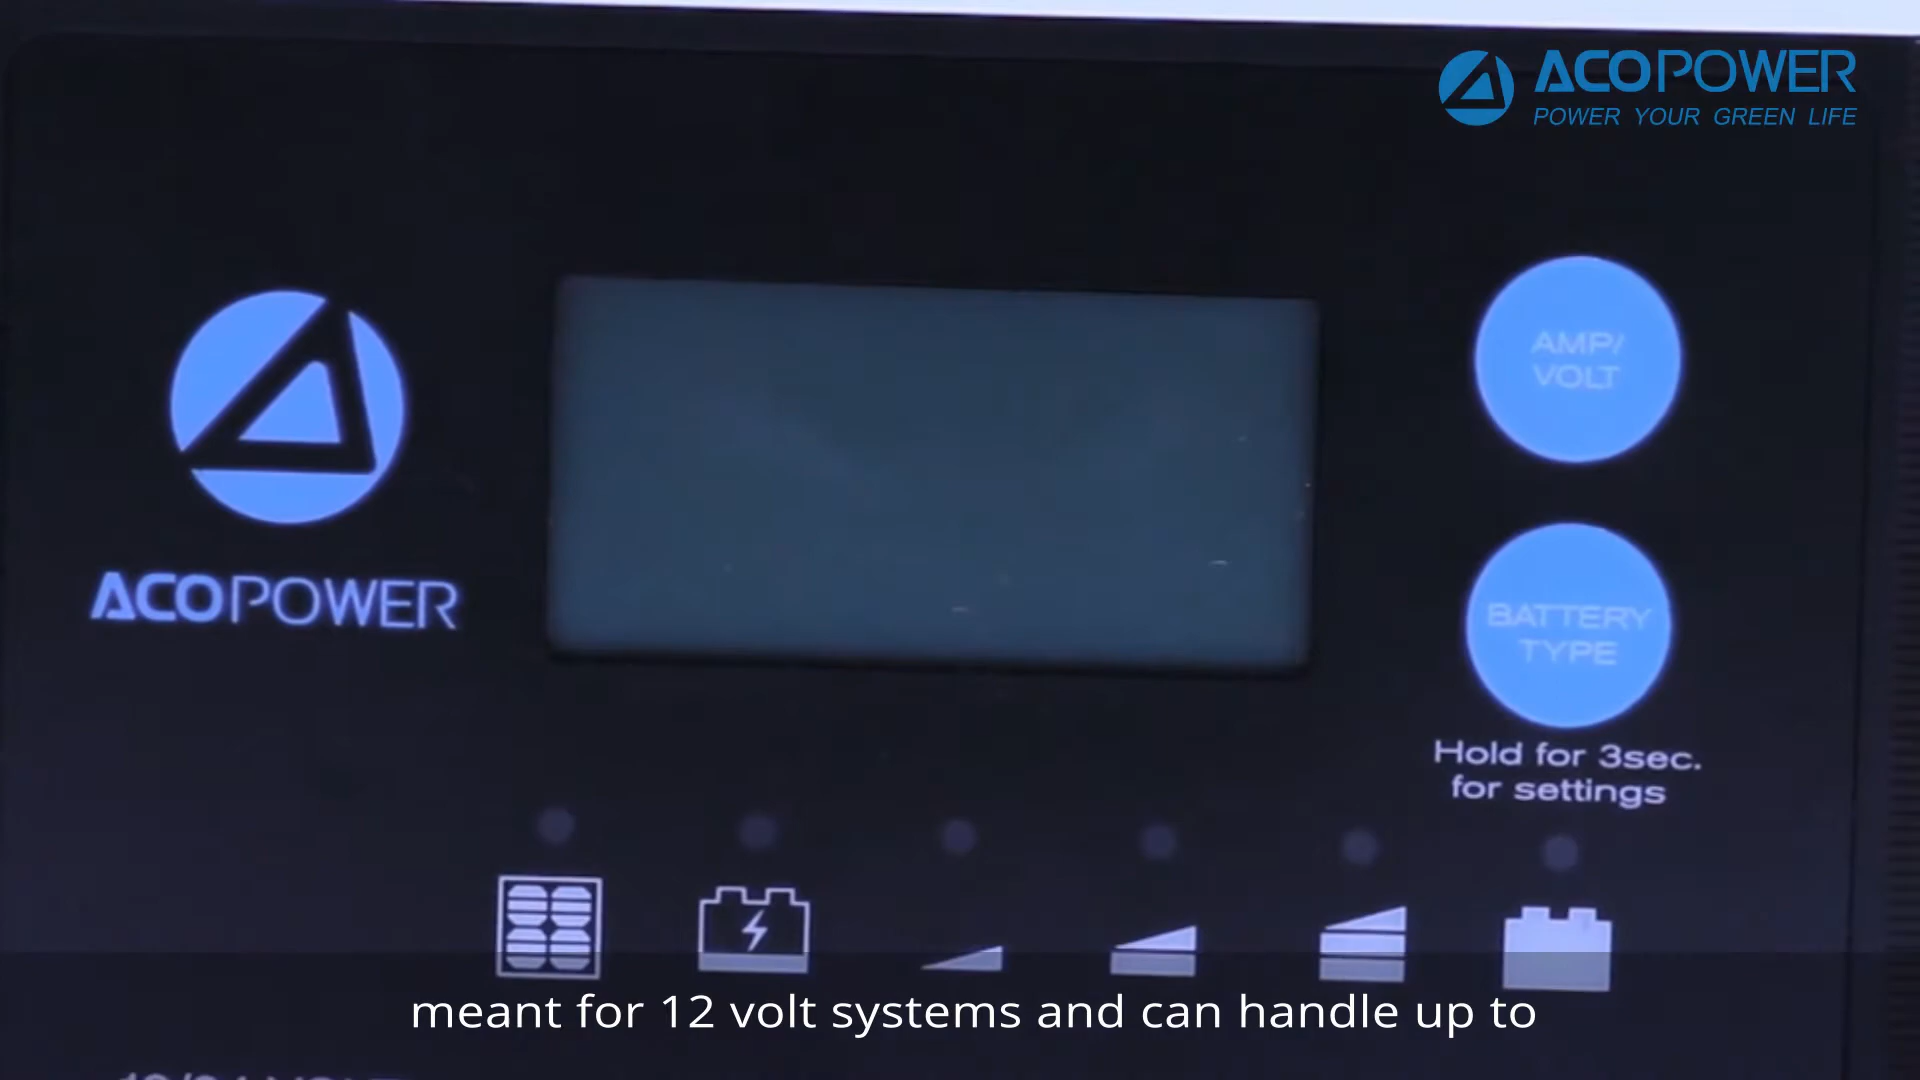 ACOPOWER
POWER YOUR GREEN LIFE
AMP/
VOLT
ACOPOWER
BATTERY
TYPE
Hold for 3sec.
for settings
meant for 12 volt systems and can handle up to